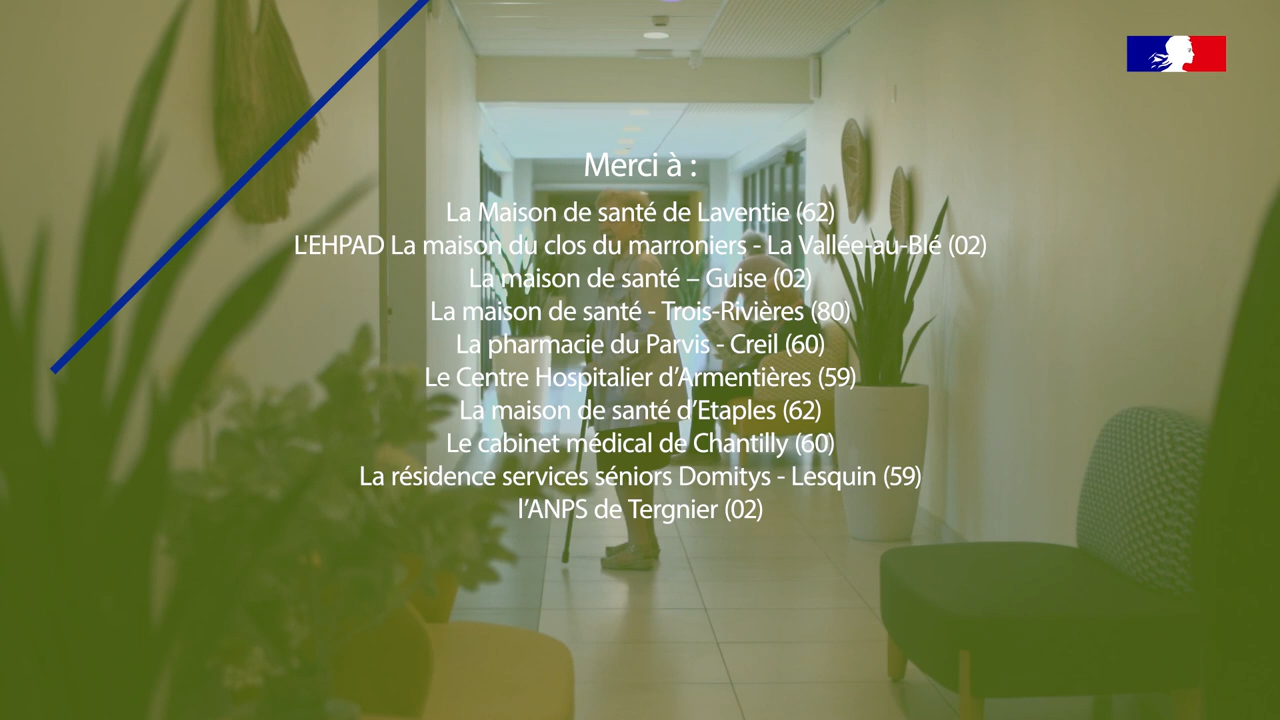 Merci à :
La Maison de santé de Laventie (62)
L'EHPAD La maison du clos du marroniers - La Vallée-au-Blé (02)
La maison de santé – Guise (02)
La maison de santé - Trois-Rivières (80)
La pharmacie du Parvis - Creil (60)
Le Centre Hospitalier d’Armentières (59)
La maison de santé d’Etaples (62)
Le cabinet médical de Chantilly (60)
La résidence services séniors Domitys - Lesquin (59)
l’ANPS de Tergnier (02)